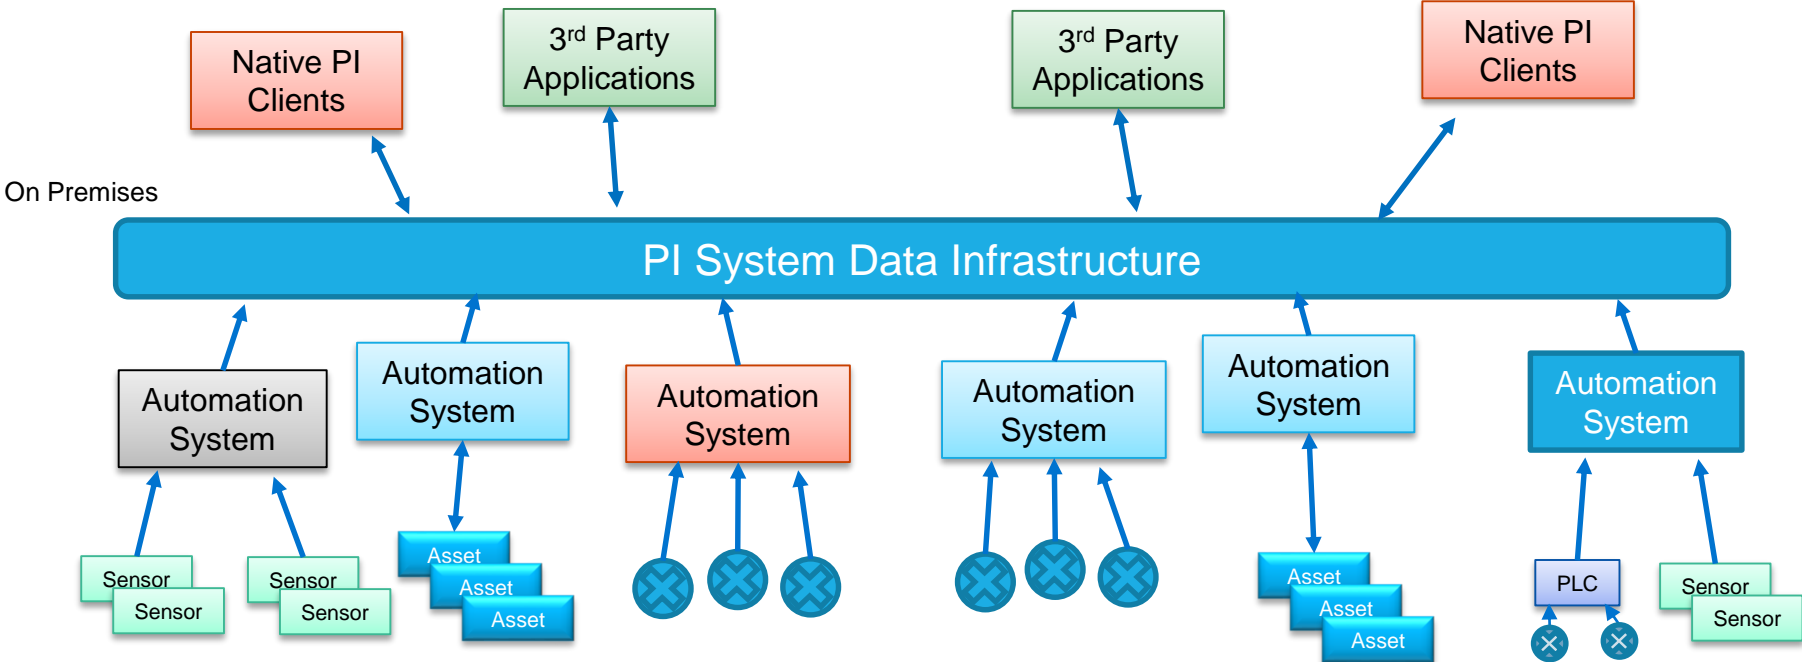 Native PI
Clients
3rd Party
Applications
3rd Party
Applications
Native PI
Clients
On Premises
PI System Data Infrastructure
Automation
System
Automation
System
Automation
System
Automation
System
Automation
System
Automation
System
Sensor
Sensor
Sensor
Sensor
Asset
Asset
Asset
Asset
Asset
Asset
PLC
Sensor
Sensor